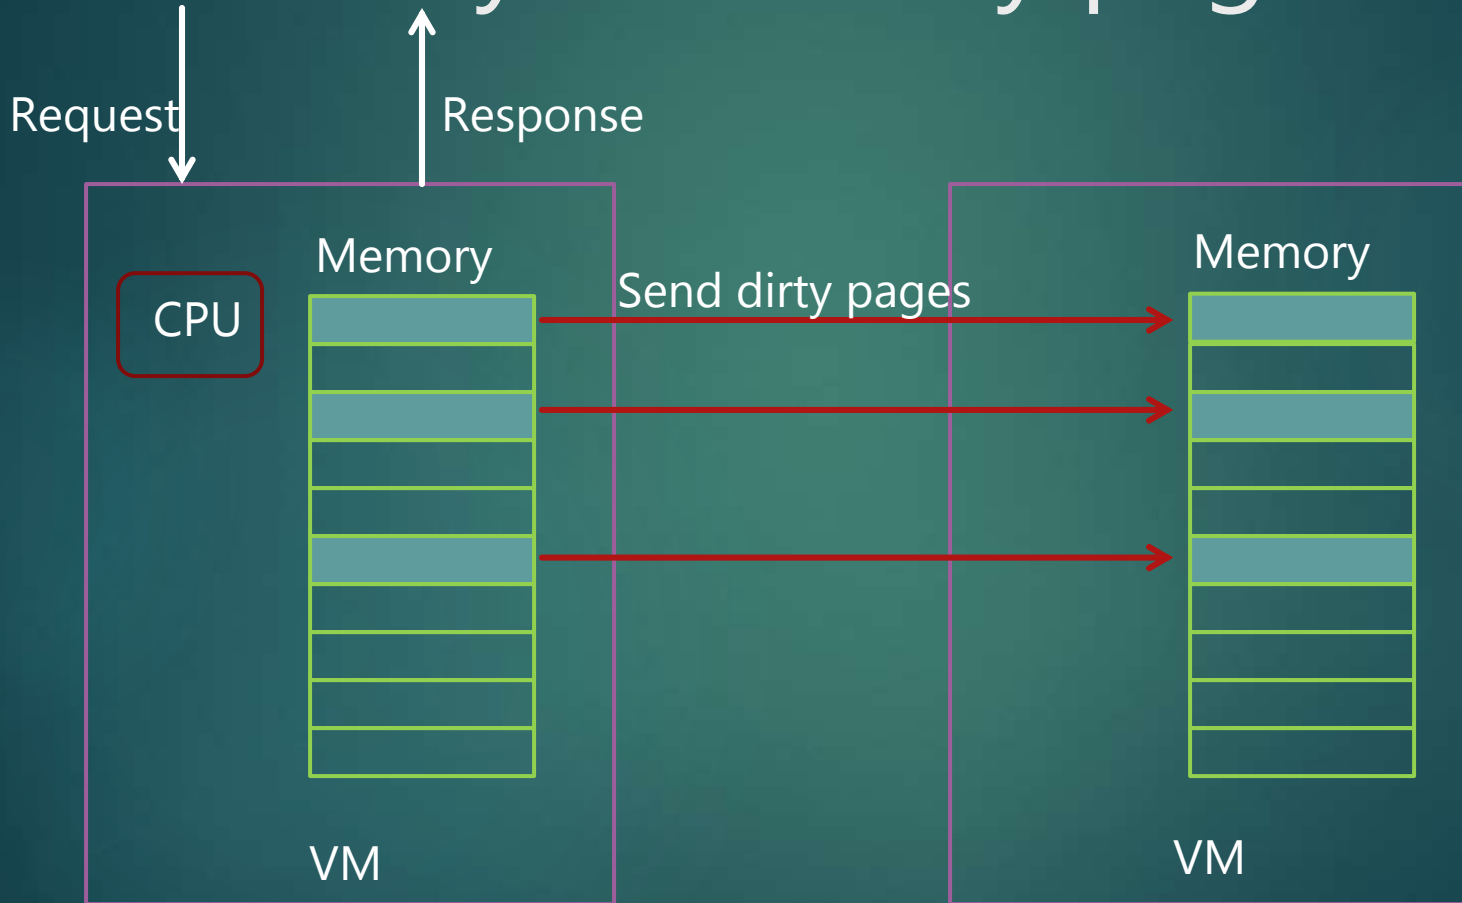 Request
Response
Memory
Memory
Send dirty pages
CPU
VM
VM